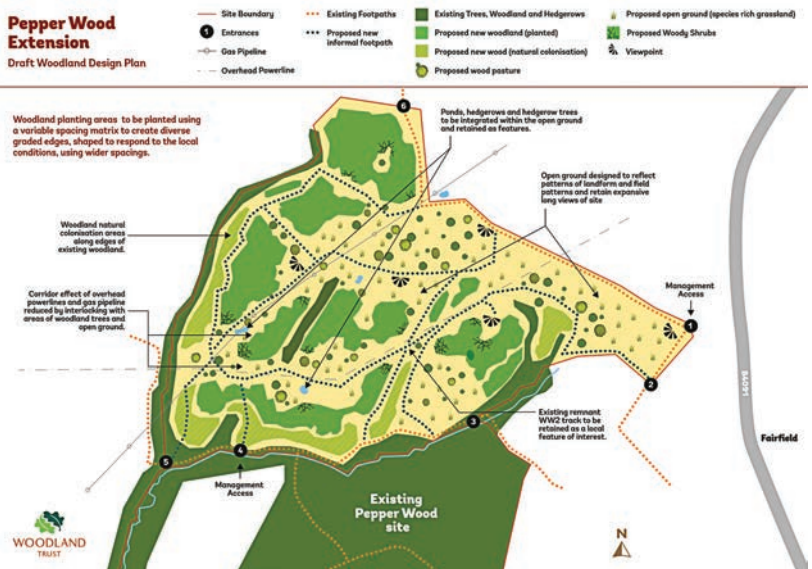 Pepper Wood
Extension
Draft Woodland Design Plan
Site Boundary
Entrances
Gas Pipeline
Overhead Powerline
Existing Footpaths
Proposed new
informal footpath
Existing Trees, Woodland and Hedgerows
Proposed new woodland (planted)
Proposed new wood (natural colonisation)
Proposed wood pasture
Proposed open ground (species rich grassland)
Proposed Woody Shrubs
Viewpoint
Woodland planting areas to be planted using
a variable spacing matrix to create diverse
graded edges, shaped to respond to the local
conditions, using wider spacings.
6
Ponds, hedgerows and hedgerow trees
to be integrated within the open ground
and retained as features.
Open ground designed to reflect
patterns of landform and field
patterns and retain expansive
long views of site
Woodland natural
colonisation areas
along edges of
existing woodland.
Corridor effect of overhead
powerlines and gas pipeline
reduced by interlocking with
areas of woodland trees and
open ground.
Management
Access
1
2
B4091
Fairfield
Existing remnant
WW2 track to be
retained as a local
feature of interest.
3
4
5
Management
Access
Existing
Pepper Wood
site
N
WOODLAND
TRUST